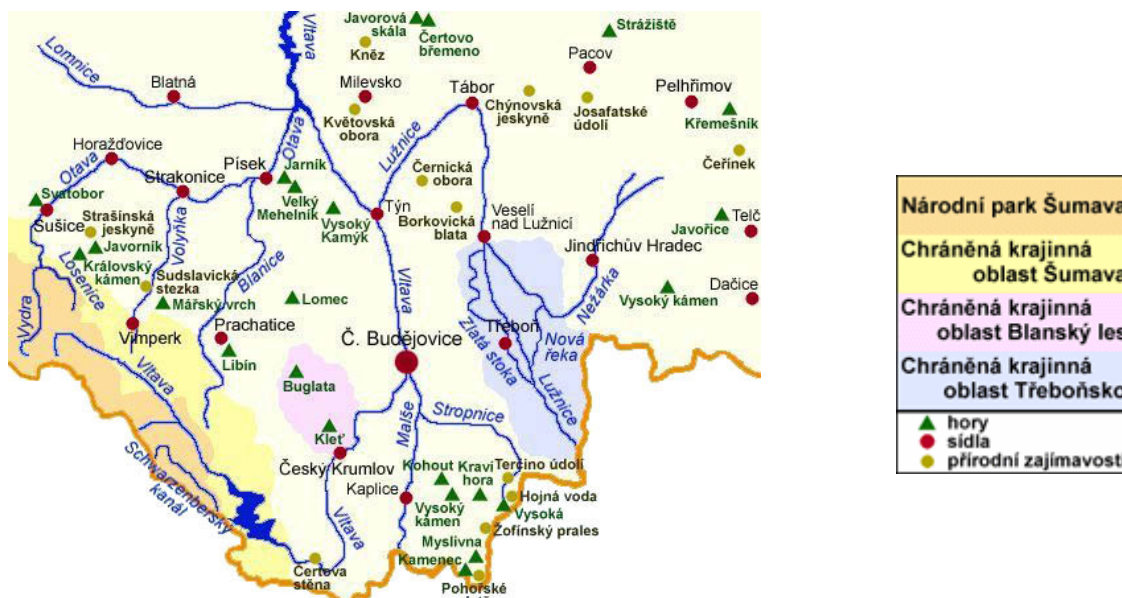 Javorová
skála
Čertovo
břemeno
Strážiště
Vltava
Kněz
Pacov
Lomnice
Blatná
Milevsko
Tábor
Pelhřimov
Květovská
obora
Chýnovská
jeskyně
Josafatské
údolí
Křemešník
Horažďovice
Otava
Lužnice
Čeřínek
Otava
Strakonice
Písek
Jarník
Černická
obora
Svatobor
Velký
Mehelník
Sušice
Strašinská
jeskyně
Volyňka
Vysoký
Kamýk
Týn
Borkovická
blata
Veselí
nad Lužnicí
Javořice
Telč
Javorník
Jindřichův Hradec
Královský
kámen
Losenice
Sudslavická
stezka
Blanice
Vltava
Nežárka
Vysoký kámen
Dačice
Mářský vrch
Lomec
Vydra
Vimperk
Prachatice
Č. Budějovice
Zlatá stoka
Třeboň
Nová
řeka
Libín
Vltava
Buglata
Lužnice
Malše
Stropnice
Kleť
Schwarzenberský
kanál
Český Krumlov
Kohout
Kraví
hora
Terčino údolí
Kaplice
Hojná voda
Vysoký
kámen
Vysoká
Vltava
Žofínský prales
Myslivna
Čertova
stěna
Kamenec
Pohořské
Národní park Šumava
Chráněná krajinná
oblast Šumava
Chráněná krajinná
oblast Blanský les
Chráněná krajinná
oblast Třeboňsko
hory
sídla
přírodní zajímavosti